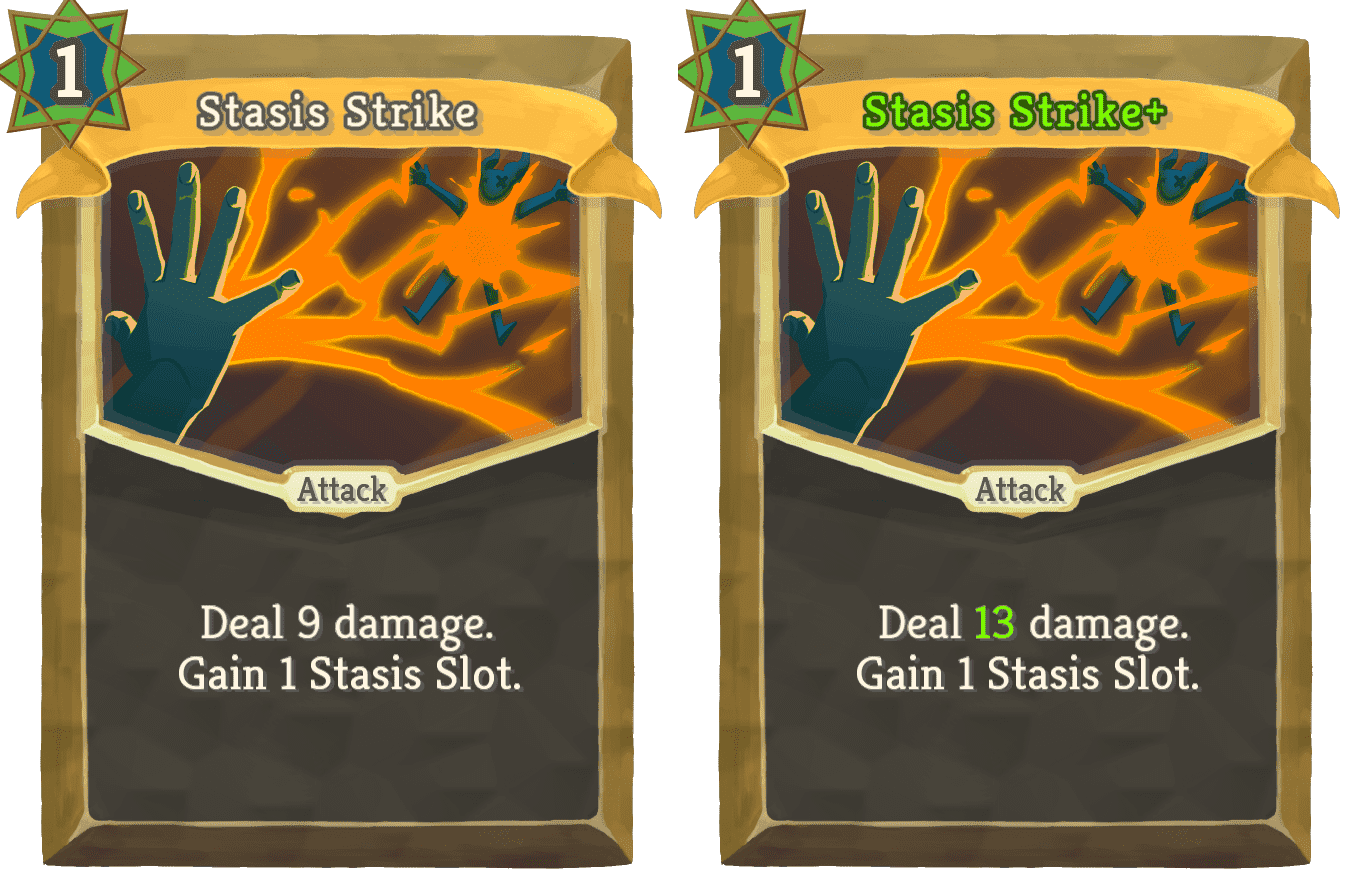 1
Stasis Strike
Attack
Deal 9 damage.
Gain 1 Stasis Slot.
1
Stasis Strike+
Attack
Deal 13 damage.
Gain 1 Stasis Slot.